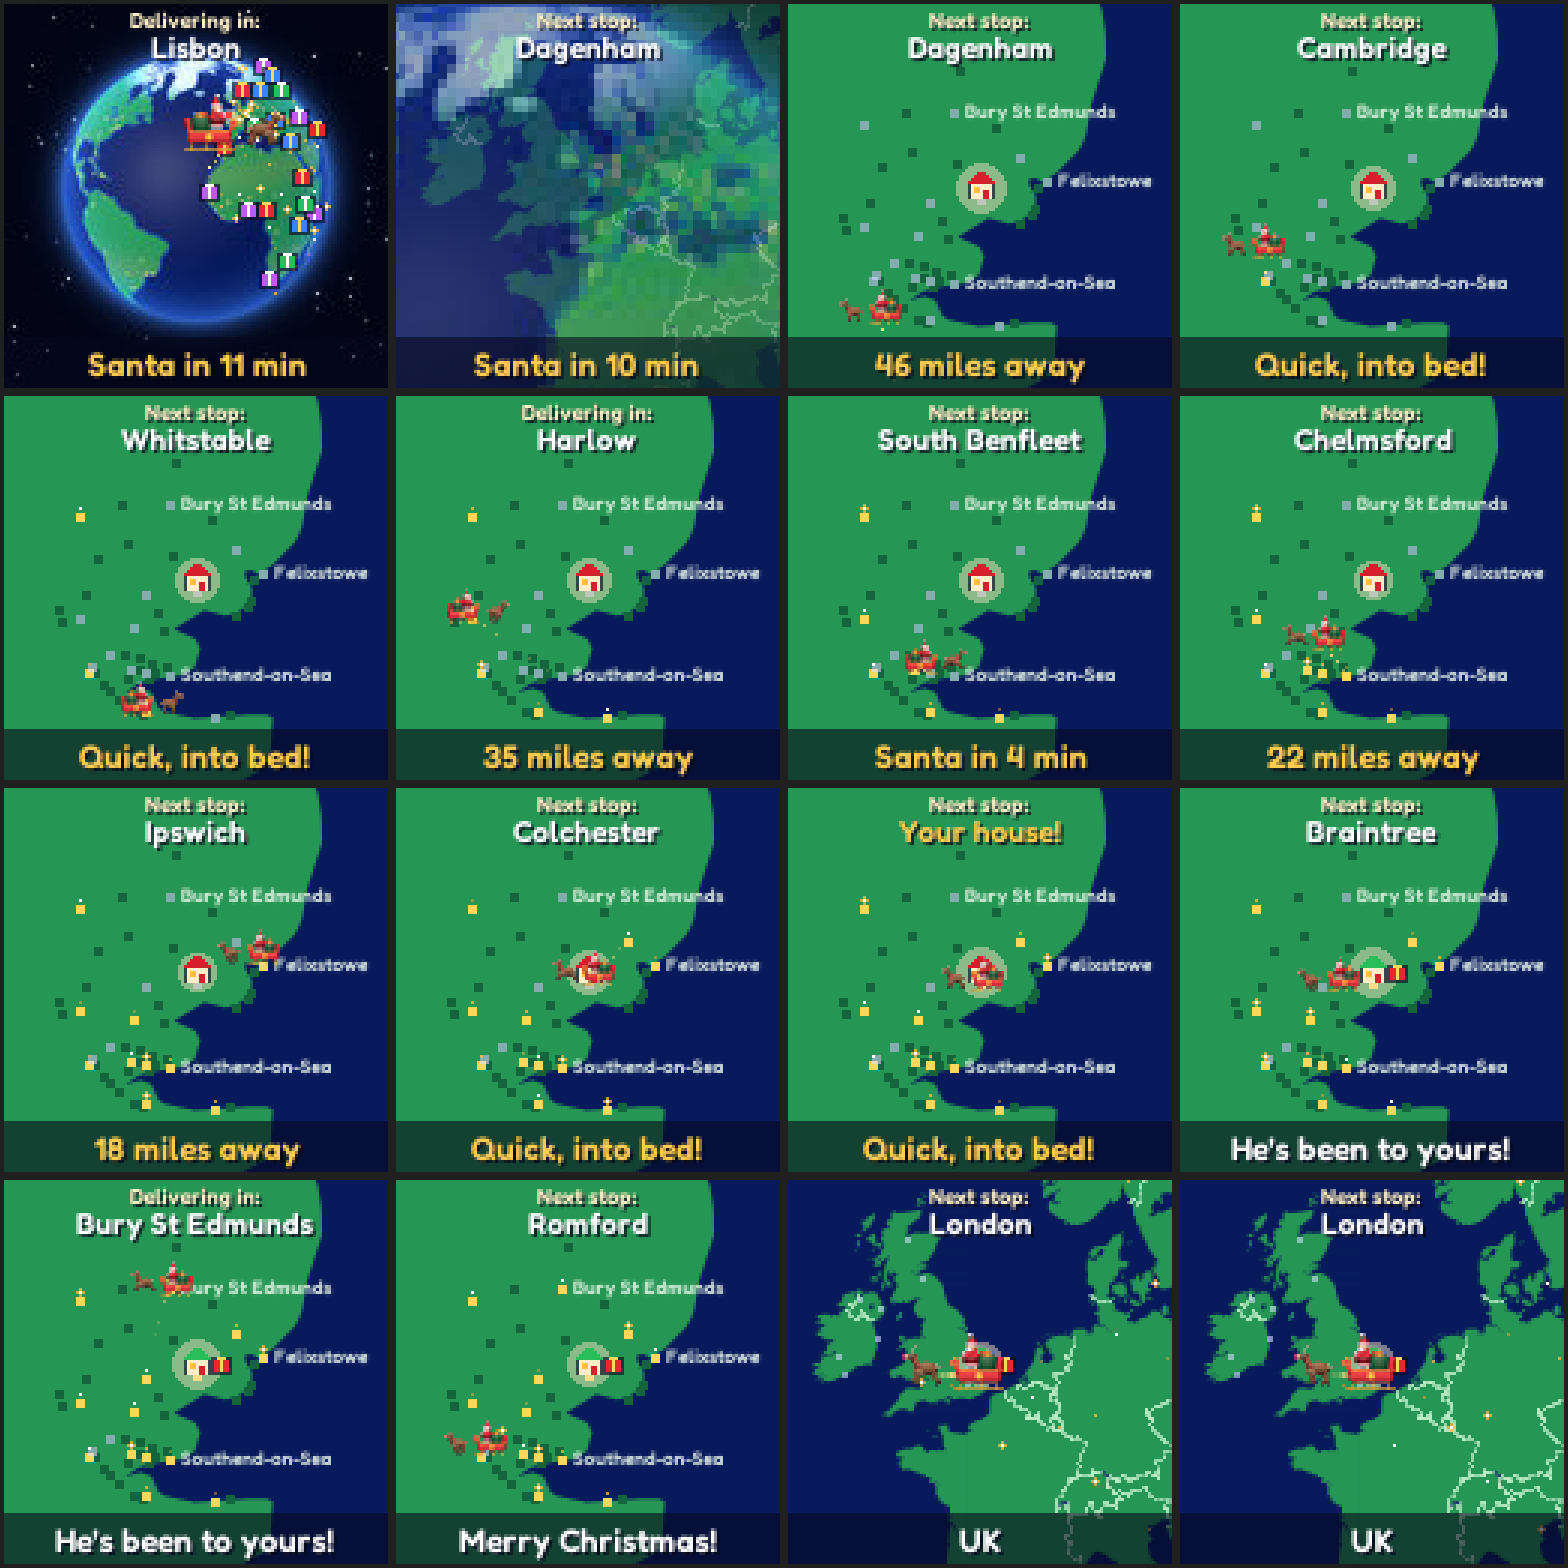 Delivering in:
Lisbon
Santa in 11 min
Next stop:
Dagenham
Santa in 10 min
Next stop:
Dagenham
Bury St Edmunds
Felixstowe
Southend-on-Sea
46 miles away
Next stop:
Cambridge
Bury St Edmunds
Felixstowe
Southend-on-Sea
Quick, into bed!
Next stop:
Whitstable
Bury St Edmunds
Felixstowe
Southend-on-Sea
Quick, into bed!
Delivering in:
Harlow
Bury St Edmunds
Felixstowe
Southend-on-Sea
35 miles away
Next stop:
South Benfleet
Bury St Edmunds
Felixstowe
Southend-on-Sea
Santa in 4 min
Next stop:
Chelmsford
Bury St Edmunds
Felixstowe
Southend-on-Sea
22 miles away
Next stop:
Ipswich
Bury St Edmunds
Felixstowe
Southend-on-Sea
18 miles away
Next stop:
Colchester
Bury St Edmunds
Felixstowe
Southend-on-Sea
Quick, into bed!
Next stop:
Your house!
Bury St Edmunds
Felixstowe
Southend-on-Sea
Quick, into bed!
Next stop:
Braintree
Bury St Edmunds
Felixstowe
Southend-on-Sea
He's been to yours!
Delivering in:
Bury St Edmunds
ury St Edmunds
Felixstowe
Southend-on-Sea
He's been to yours!
Next stop:
Romford
Bury St Edmunds
Felixstowe
Southend-on-Sea
Merry Christmas!
Next stop:
London
UK
Next stop:
London
UK